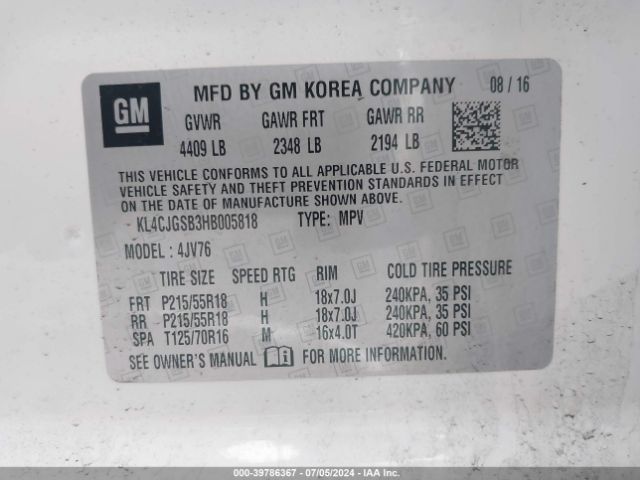 GM MFD BY GM KOREA COMPANY 08 / 16
GVWR GAWR FRT GAWR RR
4409 LB 2348 LB 2194 LB
THIS VEHICLE CONFORMS TO ALL APPLICABLE U.S. FEDERAL MOTOR
VEHICLE SAFETY AND THEFT PREVENTION STANDARDS IN EFFECT
ON THE DATE OF MANUFACTURE SHOWN ABOVE.
KL4CJGSB3HB005818 TYPE: MPV
MODEL : 4JV76
TIRE SIZE SPEED RTG RIM COLD TIRE PRESSURE
FRT P215/55R18 H 18x7.0J 240KPA, 35 PSI
RR P215/55R18 H 18x7.0J 240KPA, 35 PSI
SPA T125/70R16 M 16x4.0T 420KPA, 60 PSI
SEE OWNER'S MANUAL FOR MORE INFORMATION.
000-39786367 - 07/05/2024 - IAA Inc.